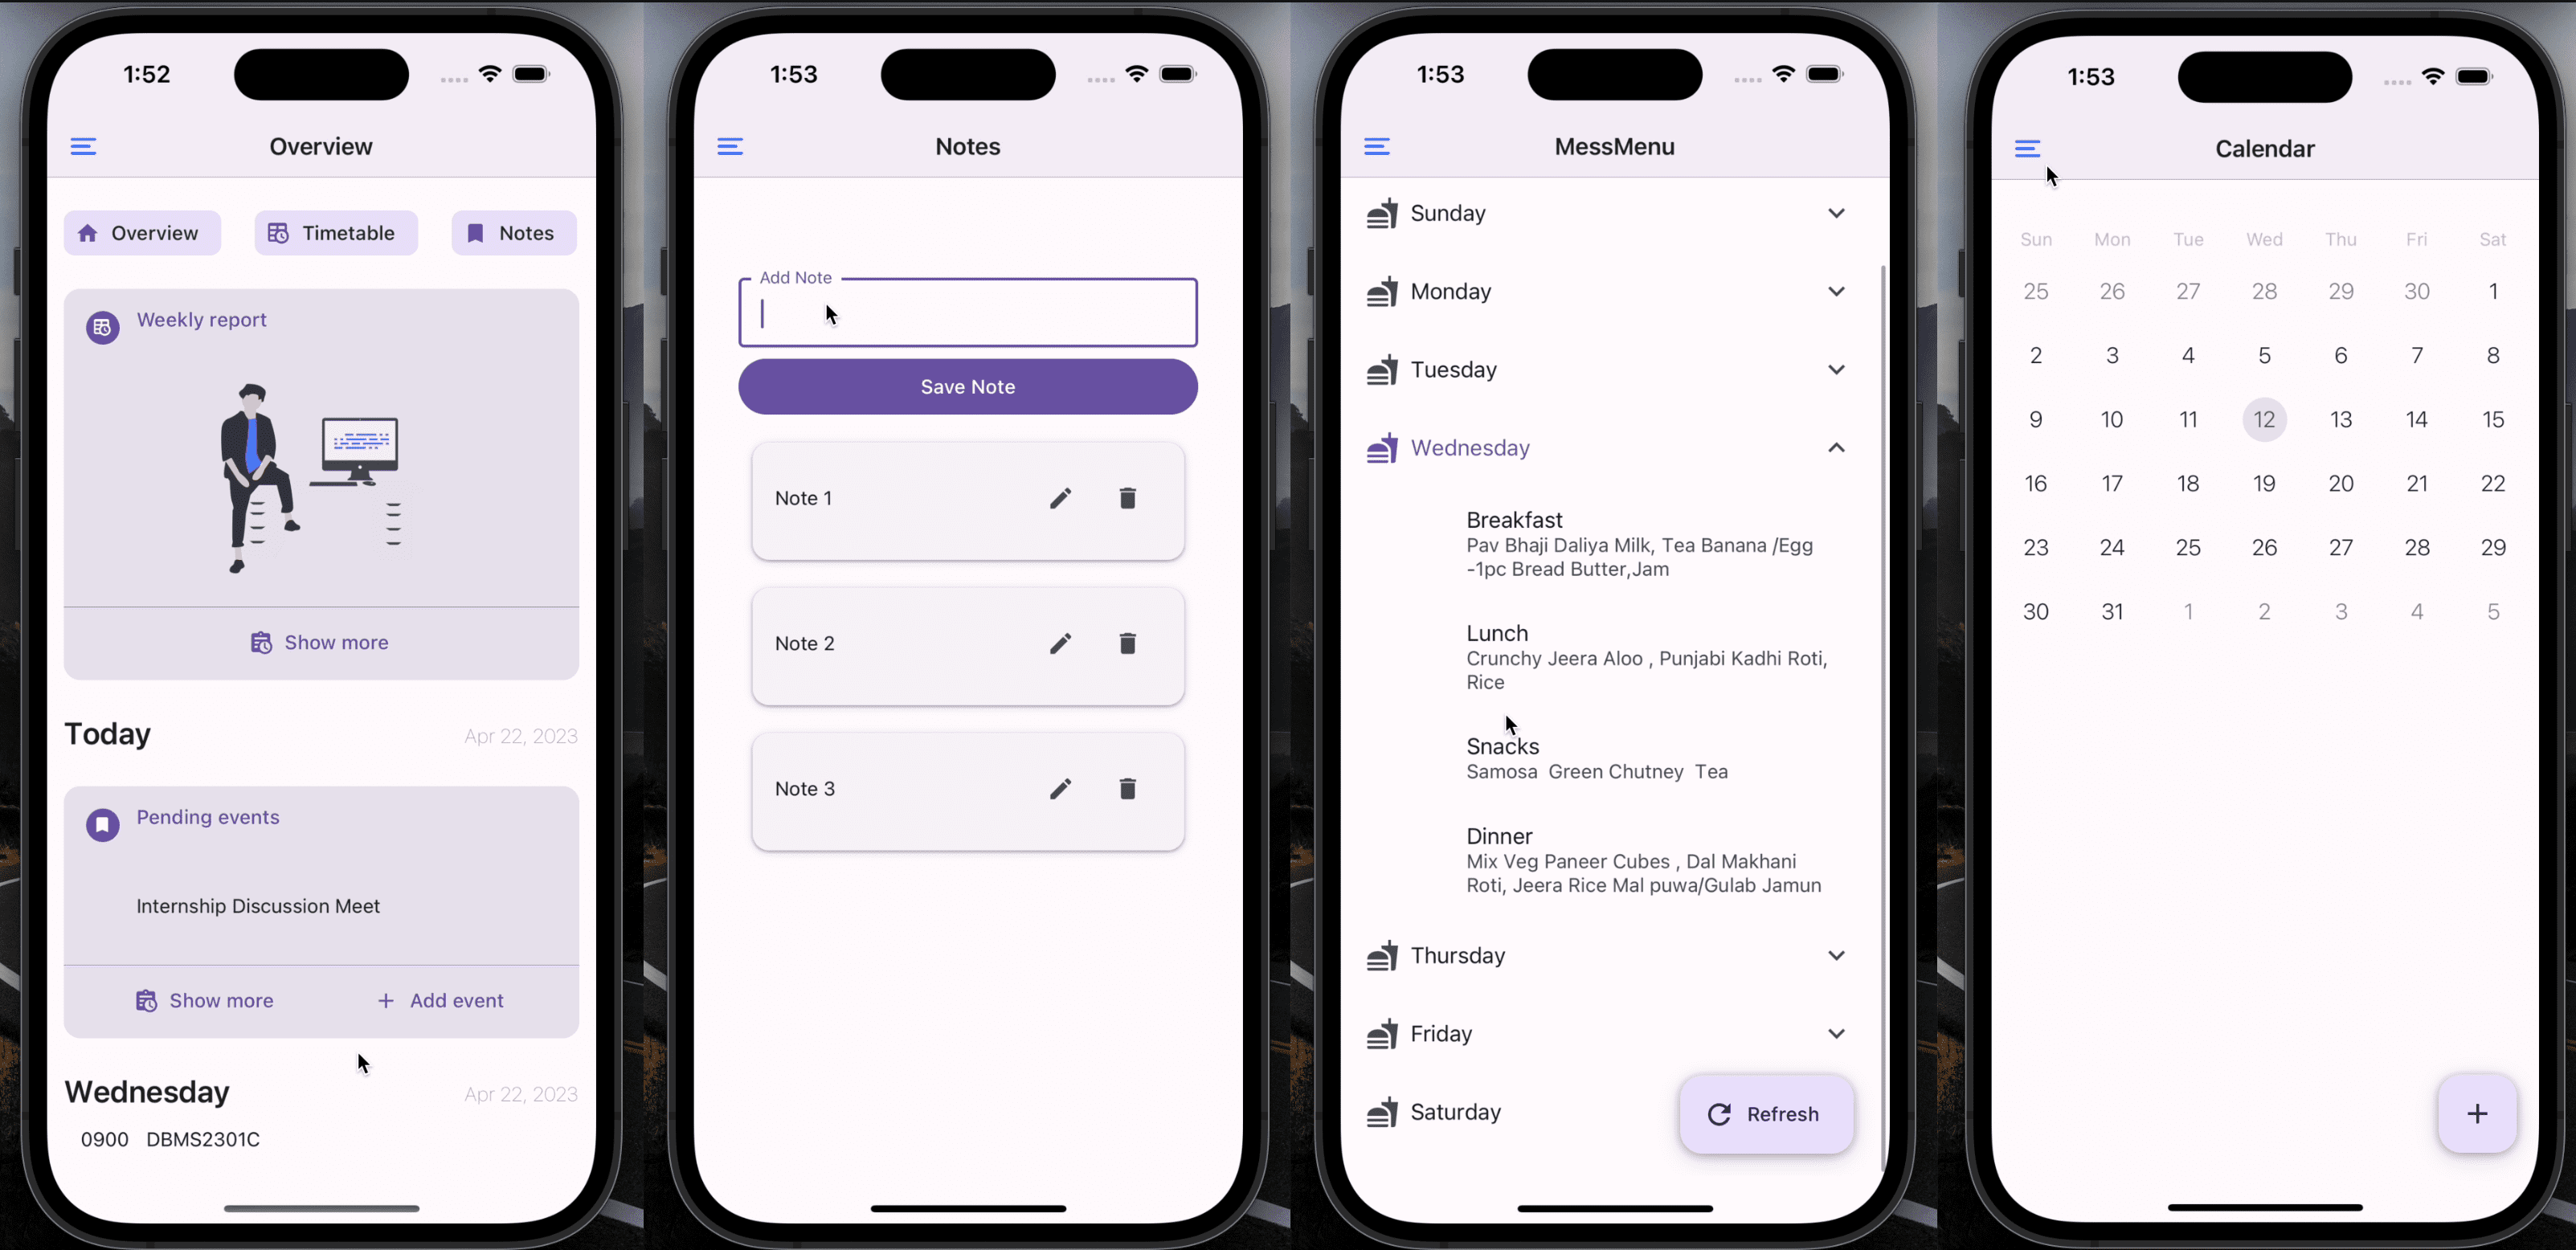 1:52
Overview
Overview
Timetable
Notes
Weekly report
Show more
Today
Apr 22, 2023
Pending events
Internship Discussion Meet
Show more
+ Add event
Wednesday
Apr 22, 2023
0900 DBMS2301C
1:53
Notes
Add Note
Save Note
Note 1
Note 2
Note 3
1:53
MessMenu
Sunday
Monday
Tuesday
Wednesday
Breakfast
Pav Bhaji Daliya Milk, Tea Banana /Egg
-1pc Bread Butter,Jam
Lunch
Crunchy Jeera Aloo , Punjabi Kadhi Roti,
Rice
Snacks
Samosa  Green Chutney  Tea
Dinner
Mix Veg Paneer Cubes , Dal Makhani
Roti, Jeera Rice Mal puwa/Gulab Jamun
Thursday
Friday
Saturday
Refresh
1:53
Calendar
Sun Mon Tue Wed Thu Fri Sat
25 26 27 28 29 30 1
2 3 4 5 6 7 8
9 10 11 12 13 14 15
16 17 18 19 20 21 22
23 24 25 26 27 28 29
30 31 1 2 3 4 5
+